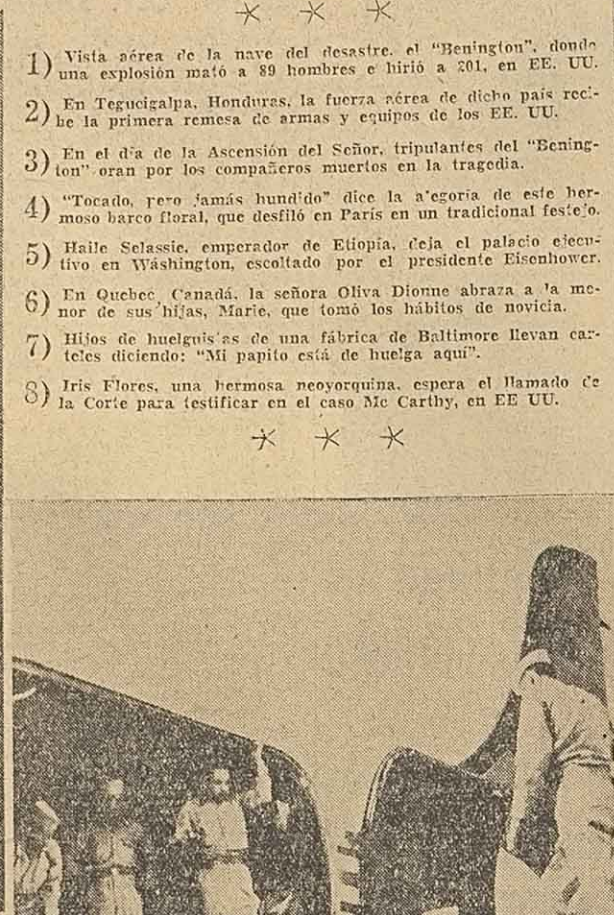 1) Vista aérea de la nave del desastre, el "Benington", donde
una explosión mató a 89 hombres e hirió a 201, en EE. UU.
2) En Tegucigalpa, Honduras, la fuerza aérea de dicho país reci-
be la primera remesa de armas y equipos de los EE. UU.
3) En el día de la Ascensión del Señor, tripulantes del "Bening-
ton" oran por los compañeros muertos en la tragedia.
4) "Tocado, pero jamás hundido" dice la alegoría de este her-
moso barco floral, que desfiló en París en un tradicional festejo.
5) Haile Selassie, emperador de Etiopía, deja el palacio ejecu-
tivo en Wáshington, escoltado por el presidente Eisenhower.
6) En Quebec, Canadá, la señora Oliva Dionne abraza a la me-
nor de sus hijas, Marie, que tomó los hábitos de novicia.
7) Hijos de huelguistas de una fábrica de Baltimore llevan car-
teles diciendo: "Mi papito está de huelga aquí".
8) Iris Flores, una hermosa neoyorquina, espera el llamado de
la Corte para testificar en el caso Mc Carthy, en EE UU.